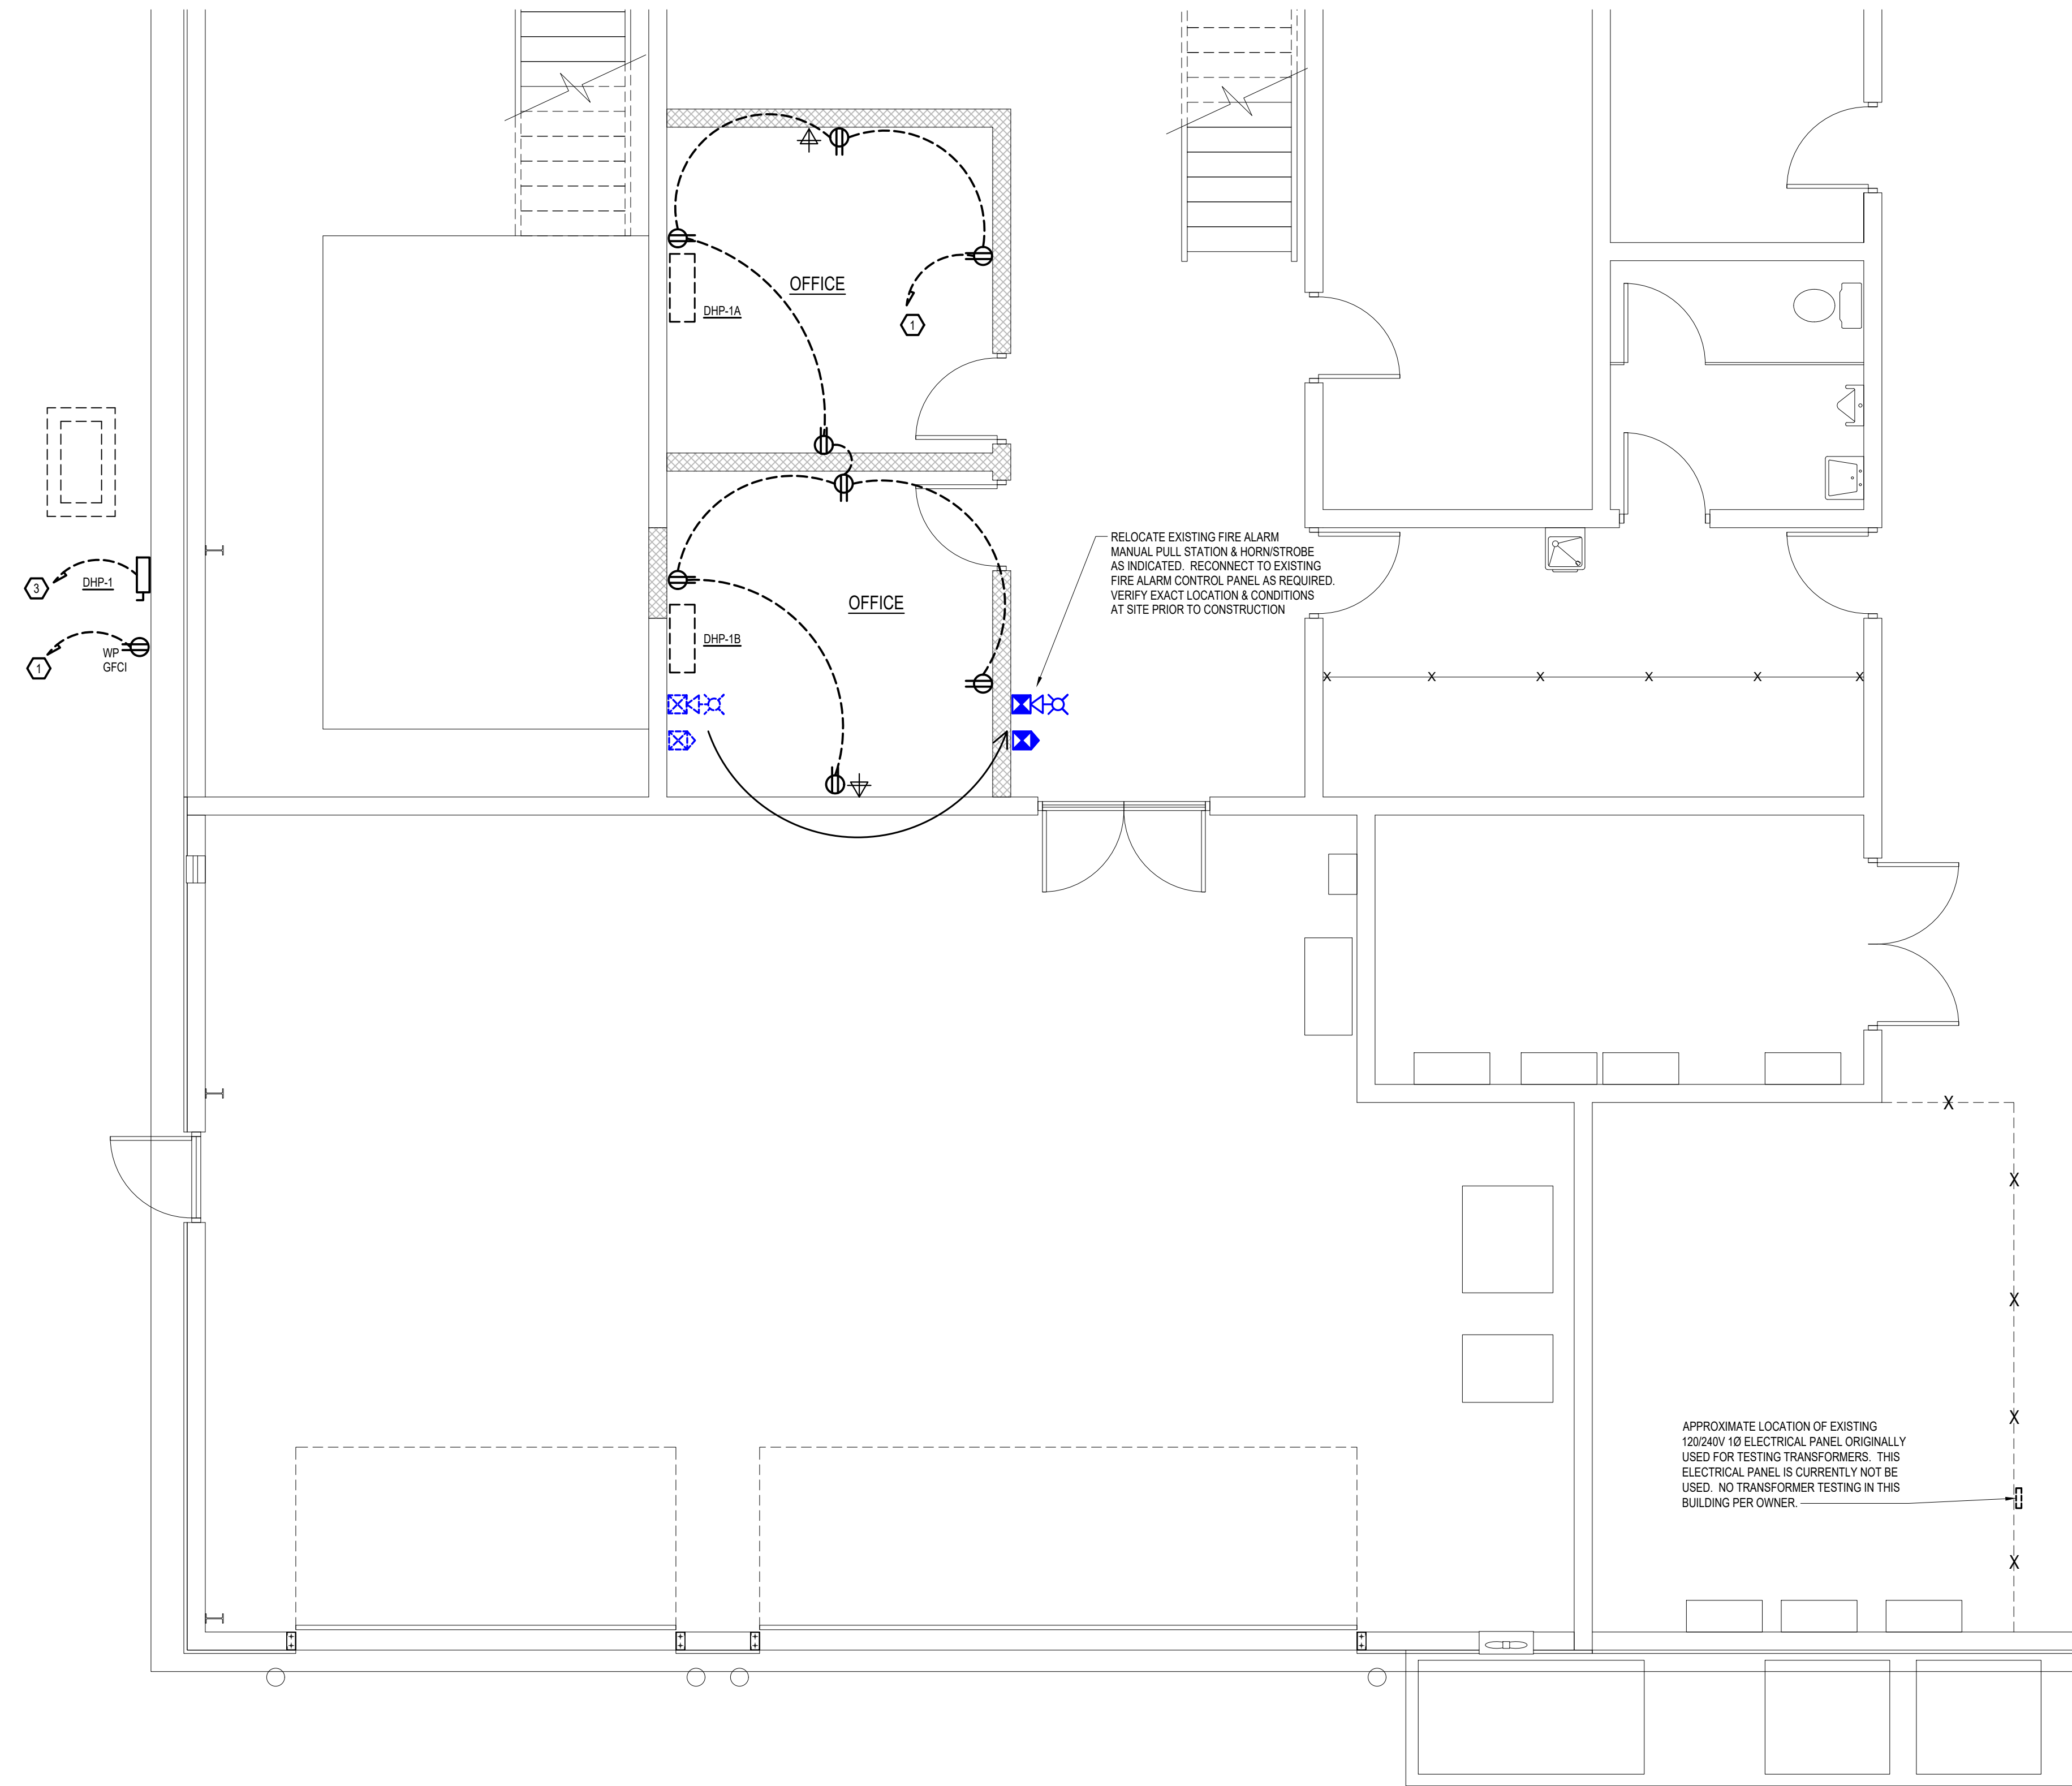 OFFICE
DHP-1A
1
RELOCATE EXISTING FIRE ALARM
MANUAL PULL STATION & HORN/STROBE
AS INDICATED. RECONNECT TO EXISTING
FIRE ALARM CONTROL PANEL AS REQUIRED.
VERIFY EXACT LOCATION & CONDITIONS
AT SITE PRIOR TO CONSTRUCTION
3
DHP-1
OFFICE
DHP-1B
1
WP
GFCI
X X X X X X
X
X
X
X
X
APPROXIMATE LOCATION OF EXISTING
120/240V 1Ø ELECTRICAL PANEL ORIGINALLY
USED FOR TESTING TRANSFORMERS. THIS
ELECTRICAL PANEL IS CURRENTLY NOT BE
USED. NO TRANSFORMER TESTING IN THIS
BUILDING PER OWNER.